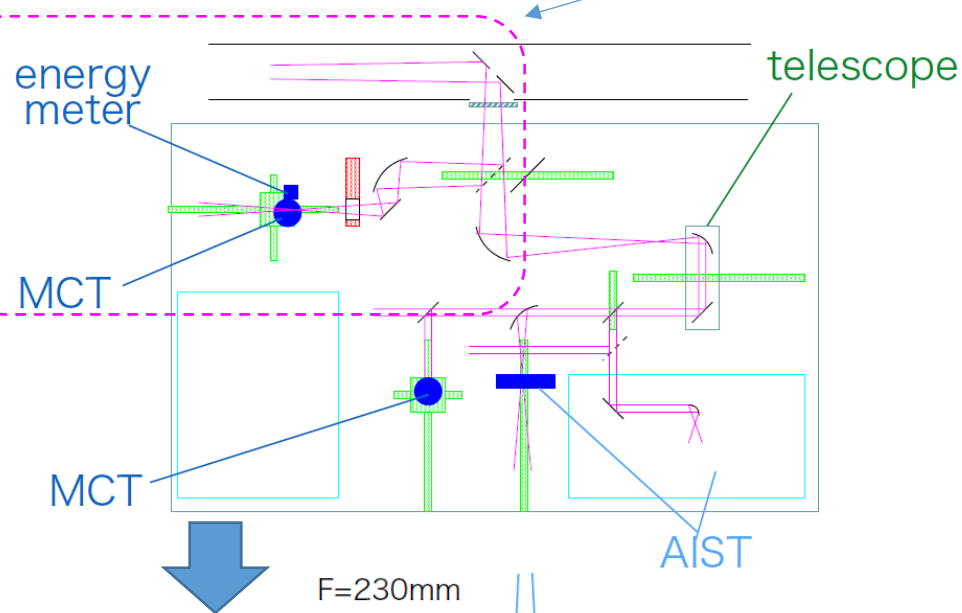 telescope
energy
meter
MCT
MCT
AIST
F=230mm